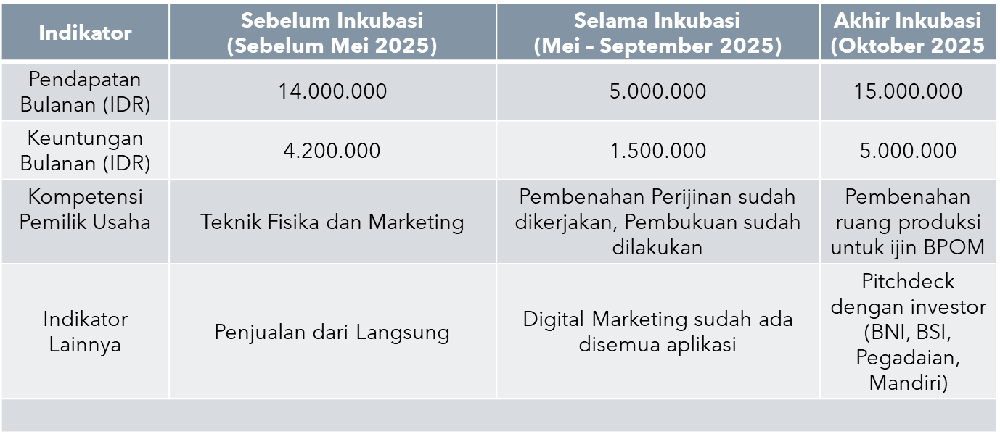 Indikator
Sebelum Inkubasi
(Sebelum Mei 2025)
Selama Inkubasi
(Mei – September 2025)
Akhir Inkubasi
(Oktober 2025
Pendapatan
Bulanan (IDR)
14.000.000
5.000.000
15.000.000
Keuntungan
Bulanan (IDR)
4.200.000
1.500.000
5.000.000
Kompetensi
Pemilik Usaha
Teknik Fisika dan Marketing
Pembenahan Perijinan sudah
dikerjakan, Pembukuan sudah
dilakukan
Pembenahan
ruang produksi
untuk ijin BPOM
Indikator
Lainnya
Penjualan dari Langsung
Digital Marketing sudah ada
disemua aplikasi
Pitchdeck
dengan investor
(BNI, BSI,
Pegadaian,
Mandiri)